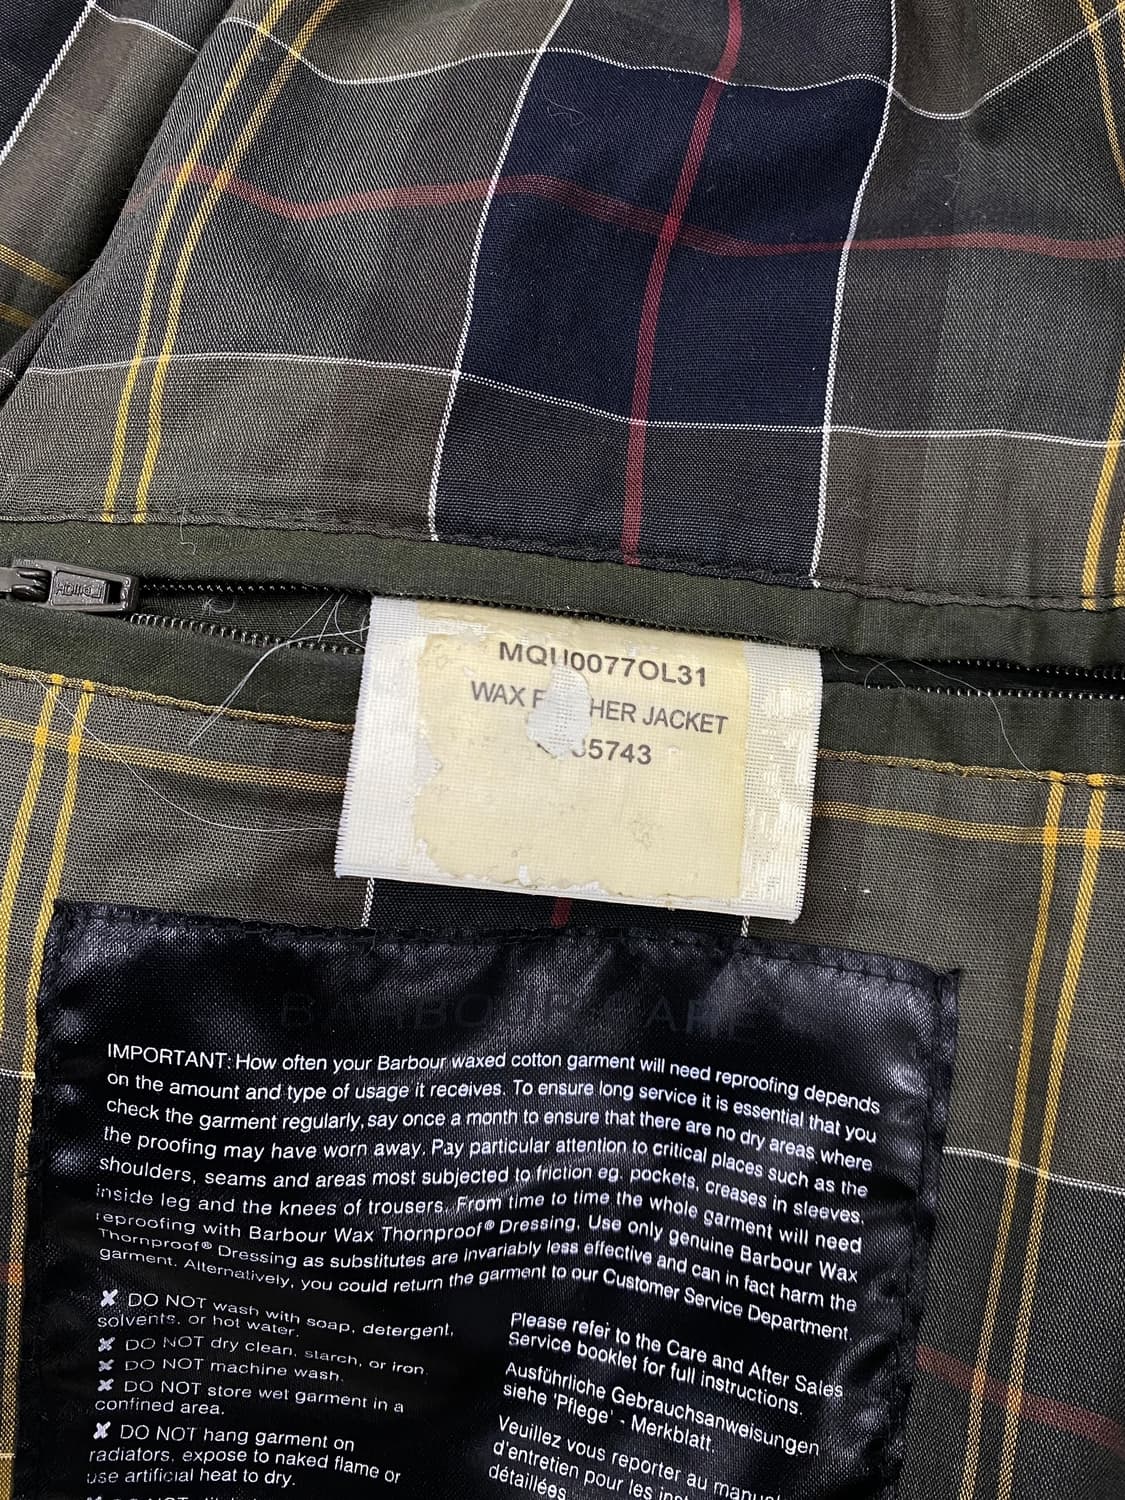 MQU0077OL31
WAX HER JACKET
5743
BARBOUR CARE
IMPORTANT: How often your Barbour waxed cotton garment will need reproofing depends
on the amount and type of usage it receives. To ensure long service it is essential that you
check the garment regularly, say once a month to ensure that there are no dry areas where
the proofing may have worn away. Pay particular attention to critical places such as the
shoulders, seams and areas most subjected to friction eg. pockets, creases in sleeves,
inside leg and the knees of trousers. From time to time the whole garment will need
reproofing with Barbour Wax Thornproof® Dressing. Use only genuine Barbour Wax
Thornproof® Dressing as substitutes are invariably less effective and can in fact harm the
garment. Alternatively, you could return the garment to our Customer Service Department.
✘ DO NOT wash with soap, detergent,
solvents, or hot water.
✘ DO NOT dry clean, starch, or iron.
✘ DO NOT machine wash.
✘ DO NOT store wet garment in a
confined area.
✘ DO NOT hang garment on
radiators, expose to naked flame or
use artificial heat to dry.
Please refer to the Care and After Sales
Service booklet for full instructions.
Ausführliche Gebrauchsanweisungen
siehe 'Pflege' - Merkblatt.
Veuillez vous reporter au
d'entretien pour les
détaillées